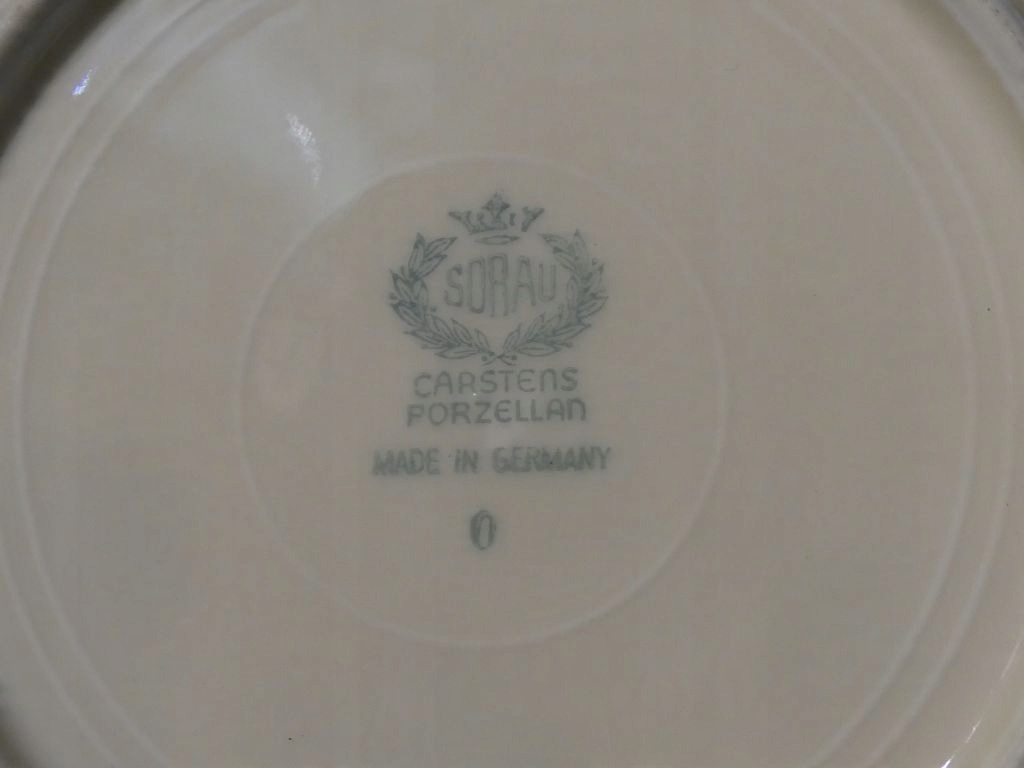 SORAU
CARSTENS
PORZELLAN
MADE IN GERMANY
0